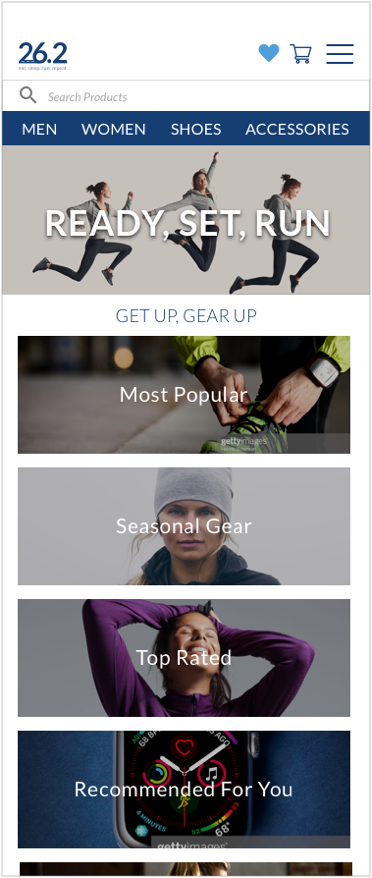 26.2
eat. sleep. run. repeat.
Search Products
MEN WOMEN SHOES ACCESSORIES
READY, SET, RUN
GET UP, GEAR UP
Most Popular
gettyimages
Seasonal Gear
Top Rated
Recommended For You
gettyimages